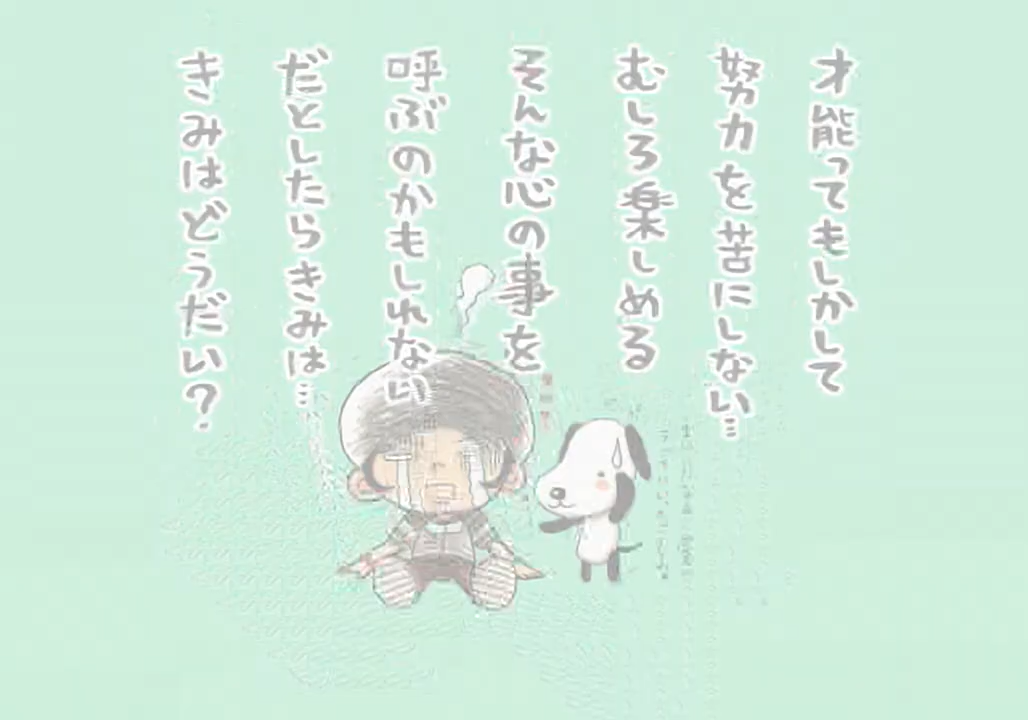 才能ってもしかして
努力を苦にしない…
むしろ楽しめる
そんな心の事を
呼ぶのかもしれない
だとしたらきみは…
きみはどうだい？